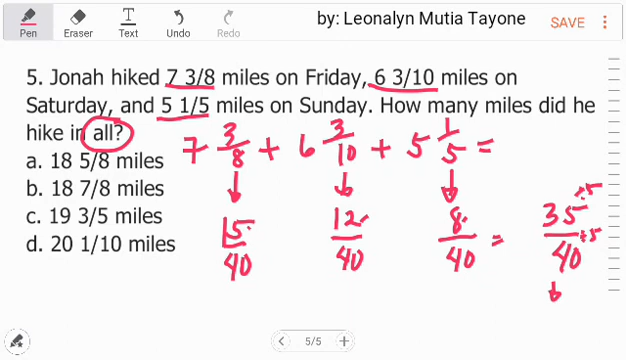 by: Leonalyn Mutia Tayone
SAVE
Pen Eraser Text Undo Redo
5. Jonah hiked 7 3/8 miles on Friday, 6 3/10 miles on
Saturday, and 5 1/5 miles on Sunday. How many miles did he
hike in all?
7 3/8 + 6 3/10 + 5 1/5 =
a. 18 5/8 miles
b. 18 7/8 miles
c. 19 3/5 miles
d. 20 1/10 miles
15/40 12/40 8/40 = 35÷5/40÷5
5/5